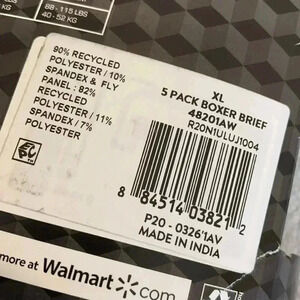 88-115 LBS
40-52 KG
90% RECYCLED
POLYESTER / 10%
SPANDEX & FLY
PANEL : 82%
RECYCLED
POLYESTER / 11%
SPANDEX / 7%
POLYESTER
XL
5 PACK BOXER BRIEF
48201AW
R20N1ULUJ1004
8 84514 03821 2
P20 - 0326'1AV
MADE IN INDIA
more at Walmart.com